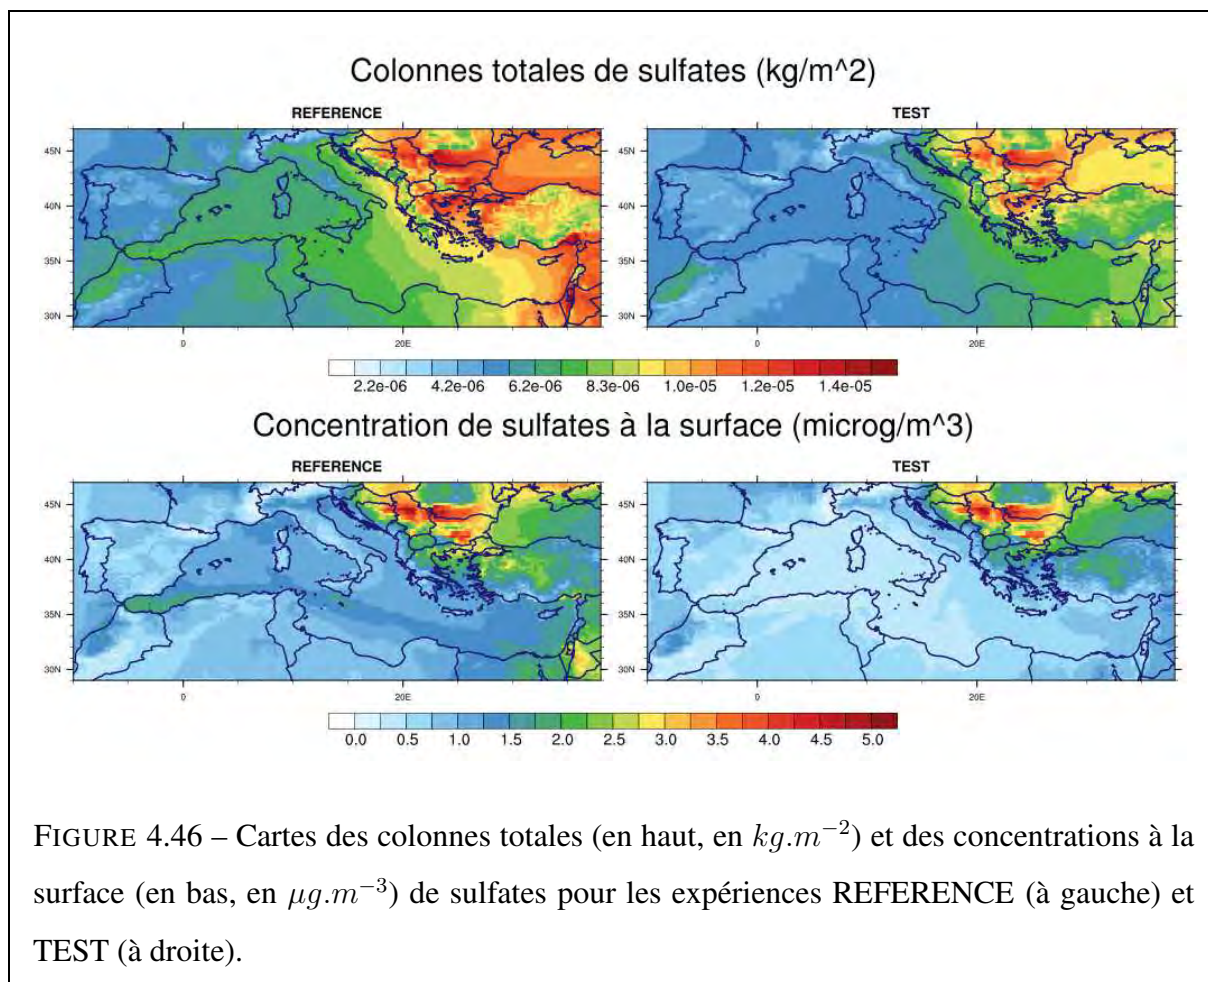 Colonnes totales de sulfates (kg/m^2)
REFERENCE
TEST
45N
40N
35N
30N
0
20E
45N
40N
35N
30N
0
20E
2.2e-06 4.2e-06 6.2e-06 8.3e-06 1.0e-05 1.2e-05 1.4e-05
Concentration de sulfates à la surface (microg/m^3)
REFERENCE
TEST
45N
40N
35N
30N
0
20E
45N
40N
35N
30N
0
20E
0.0 0.5 1.0 1.5 2.0 2.5 3.0 3.5 4.0 4.5 5.0
FIGURE 4.46 – Cartes des colonnes totales (en haut, en kg.m⁻²) et des concentrations à la
surface (en bas, en μg.m⁻³) de sulfates pour les expériences REFERENCE (à gauche) et
TEST (à droite).